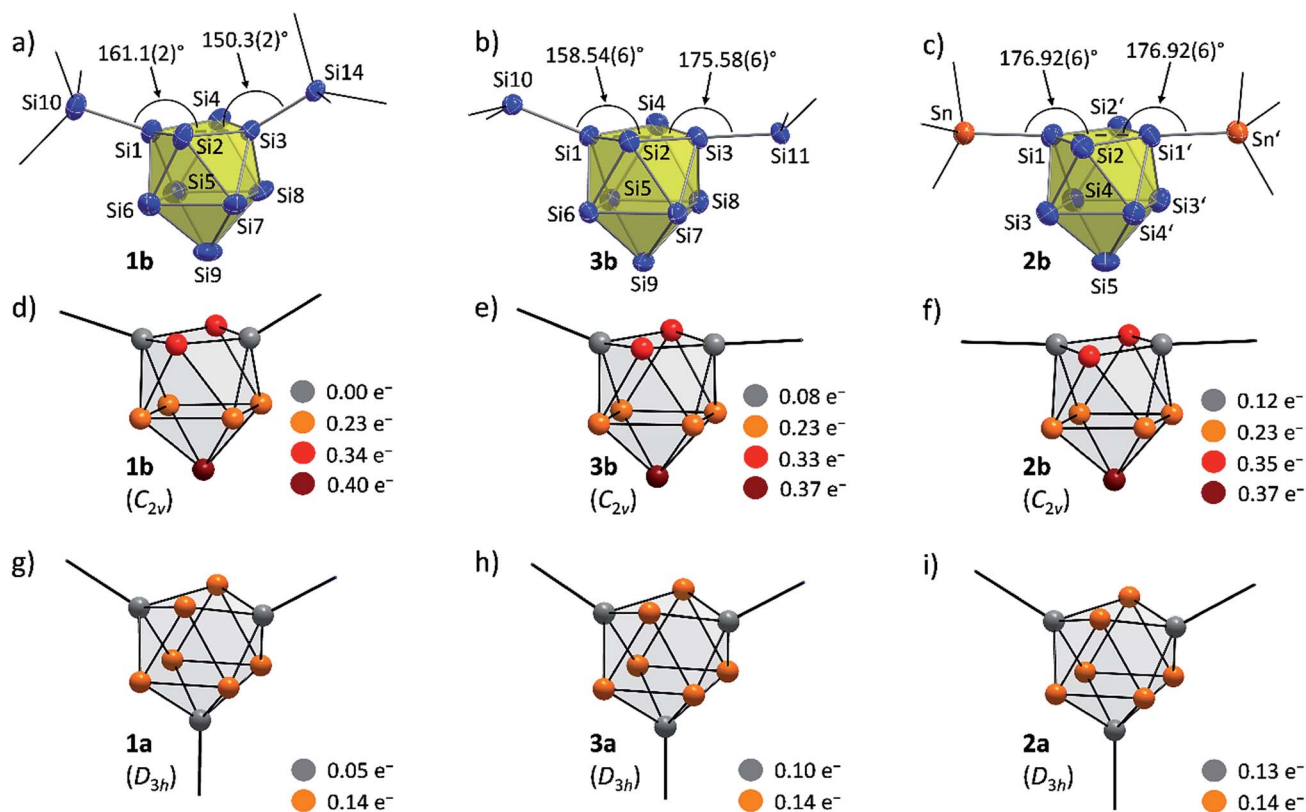 a)
161.1(2)°
150.3(2)°
Si14
Si10
Si4
Si1
Si2
Si3
Si5
Si8
Si6
Si7
1b
Si9
b)
158.54(6)°
175.58(6)°
Si10
Si4
Si1
Si2
Si3
Si11
Si5
Si8
Si6
Si7
3b
Si9
c)
176.92(6)°
176.92(6)°
Si2‘
Sn
Sn‘
Si1
Si2
Si1‘
Si4
Si3‘
Si3
Si4‘
2b
Si5
d)
0.00 e⁻
0.23 e⁻
1b
0.34 e⁻
(C₂ᵥ)
0.40 e⁻
e)
0.08 e⁻
0.23 e⁻
3b
0.33 e⁻
(C₂ᵥ)
0.37 e⁻
f)
0.12 e⁻
0.23 e⁻
2b
0.35 e⁻
(C₂ᵥ)
0.37 e⁻
g)
1a
0.05 e⁻
(D₃ₕ)
0.14 e⁻
h)
3a
0.10 e⁻
(D₃ₕ)
0.14 e⁻
i)
2a
0.13 e⁻
(D₃ₕ)
0.14 e⁻